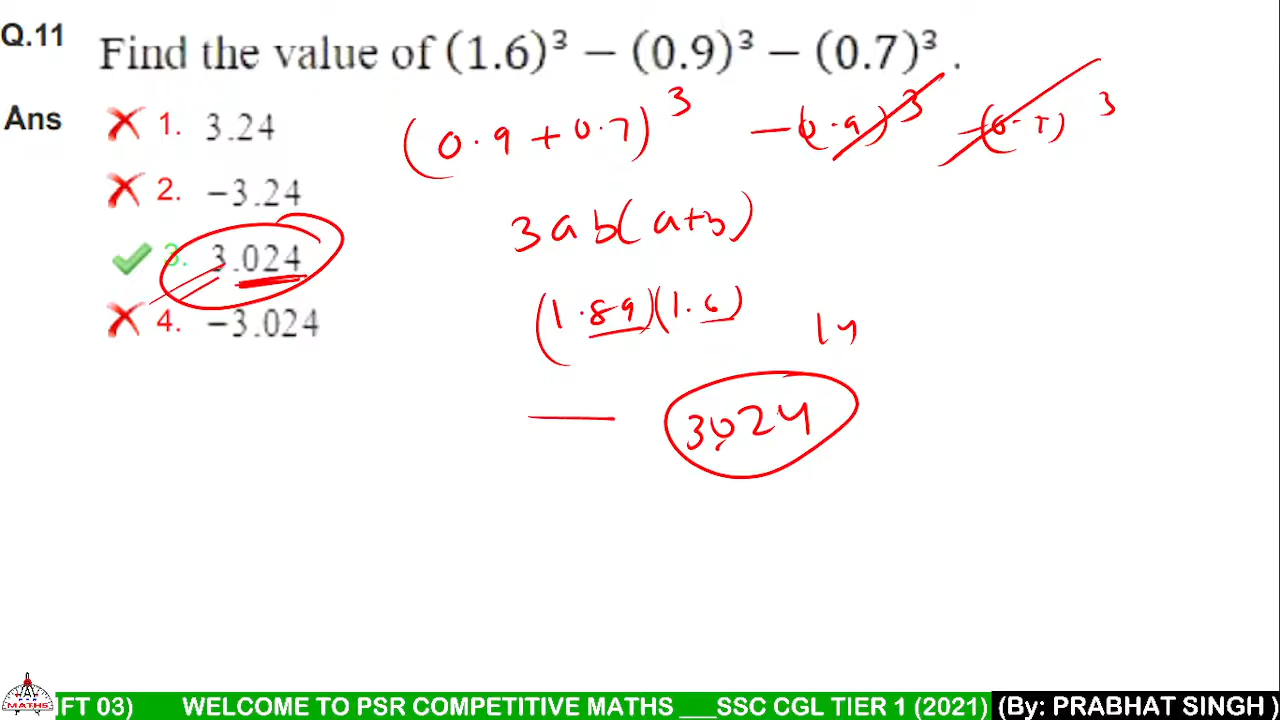 Q.11 Find the value of (1.6)³ − (0.9)³ − (0.7)³ .
Ans
1. 3.24
2. −3.24
3. 3.024
4. −3.024
(0.9 + 0.7)³ − (0.9)³ − (0.7)³
3ab(a+b)
(1.89)(1.6)
14
3024
MATHS
IFT 03) WELCOME TO PSR COMPETITIVE MATHS ___SSC CGL TIER 1 (2021) (By: PRABHAT SINGH )